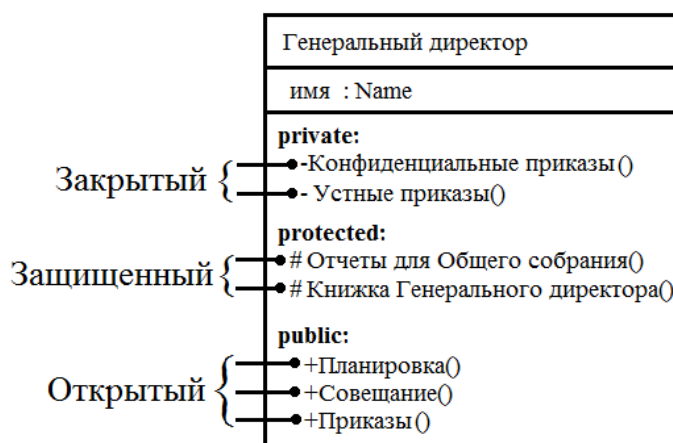 Генеральный директор
имя : Name
private:
-Конфиденциальные приказы()
- Устные приказы()
Закрытый
protected:
# Отчеты для Общего собрания()
# Книжка Генерального директора()
Защищенный
public:
+Планировка()
+Совещание()
+Приказы()
Открытый